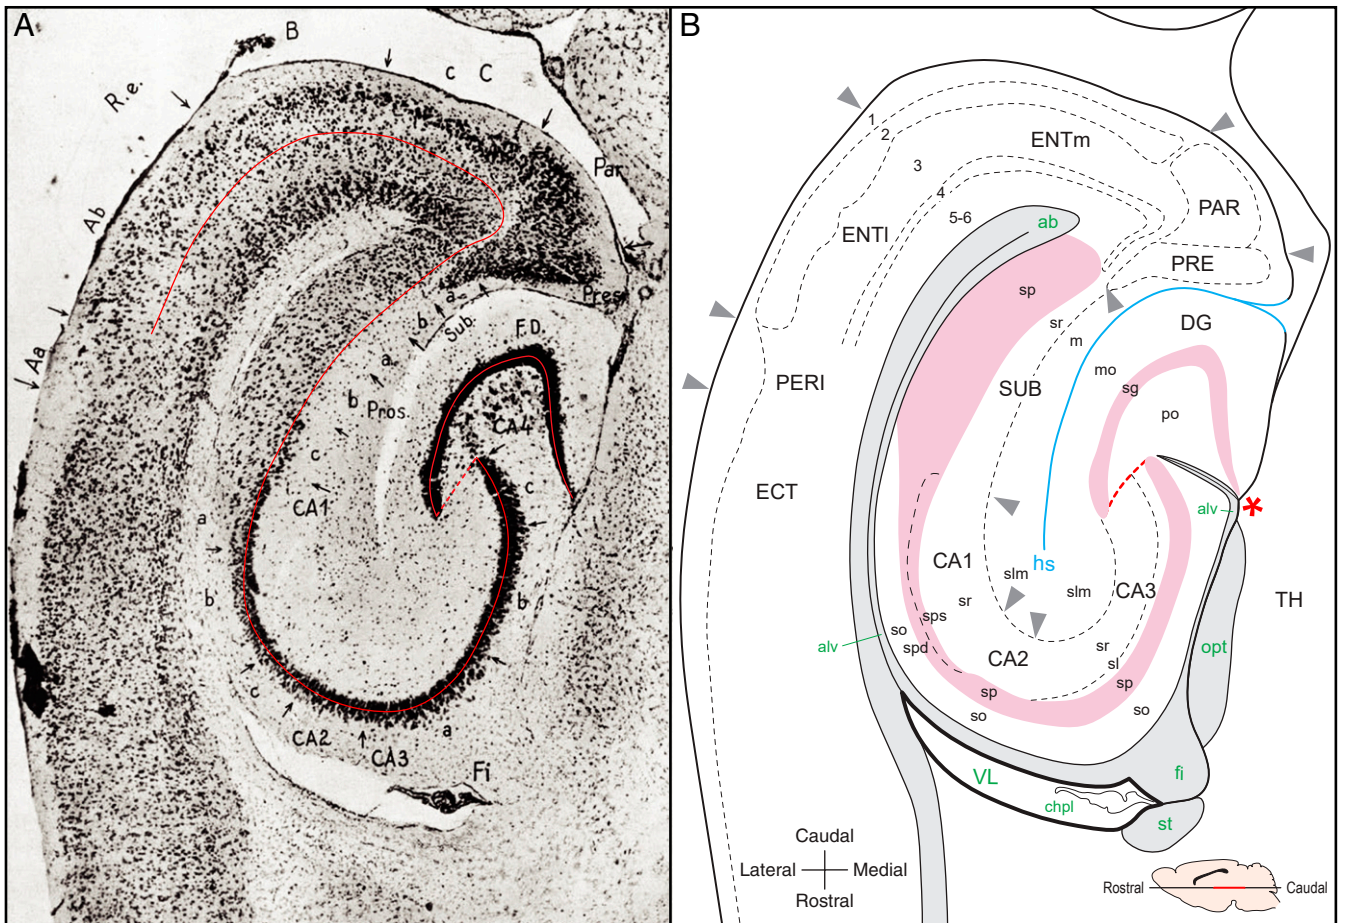 A
B
R.e.
c
C
Par
Ab
Pres.
a
b
Sub.
F.D.
Aa
a
b
Pros.
CA4
c
c
CA1
a
b
b
c
a
CA2
CA3
Fi
B
1
2
ENTm
3
4
PAR
5-6
ab
ENTl
PRE
sp
sr
DG
m
mo
PERI
SUB
sg
po
ECT
alv
*
CA1
hs
slm
slm
CA3
TH
sr
sps
so
alv
spd
sr
opt
CA2
sl
sp
sp
so
so
VL
fi
chpl
st
Caudal
Lateral
Medial
Rostral
Rostral
Caudal